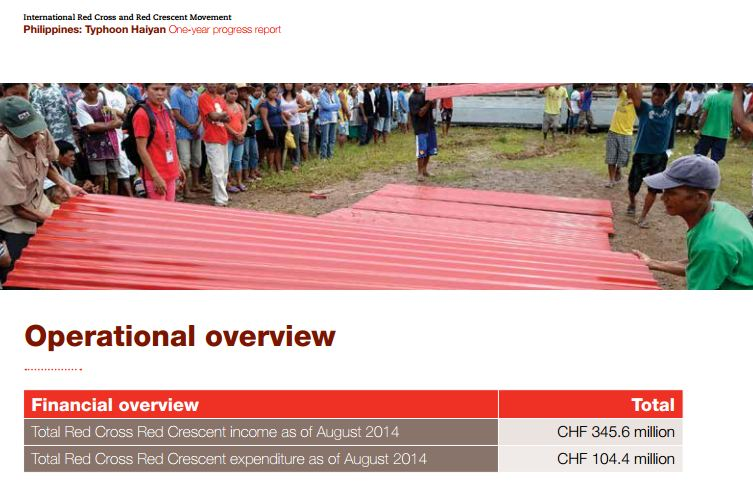 International Red Cross and Red Crescent Movement
Philippines: Typhoon Haiyan One-year progress report
Operational overview
Financial overview Total
Total Red Cross Red Crescent income as of August 2014 CHF 345.6 million
Total Red Cross Red Crescent expenditure as of August 2014 CHF 104.4 million